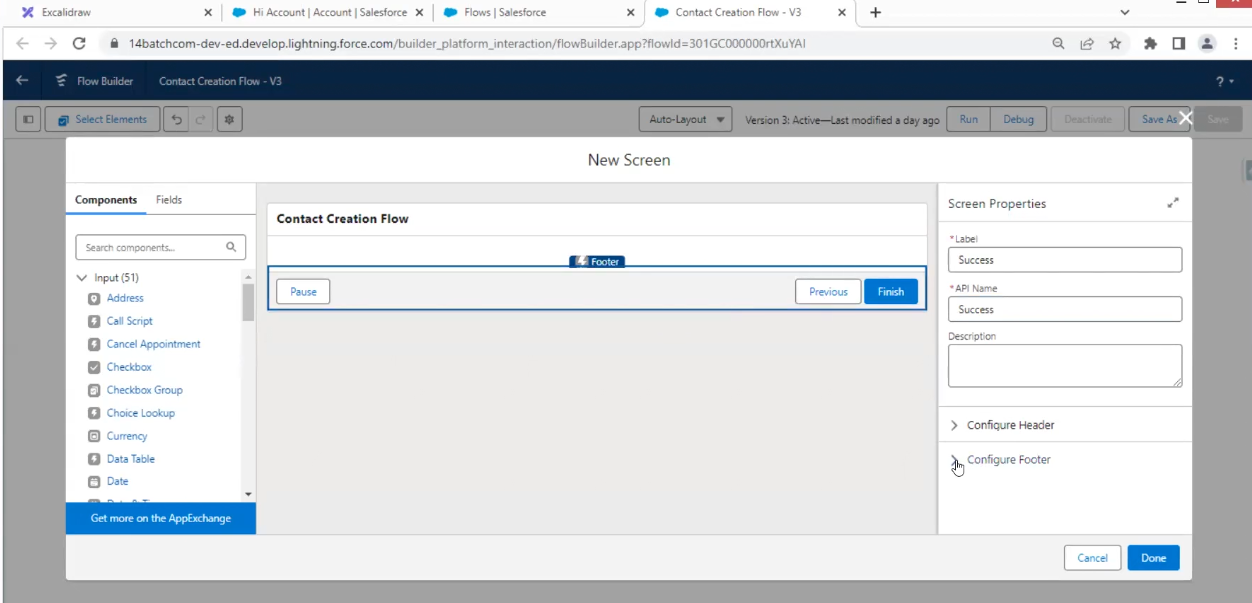 Excalidraw
Hi Account | Account | Salesforce
Flows | Salesforce
Contact Creation Flow - V3
14batchcom-dev-ed.develop.lightning.force.com/builder_platform_interaction/flowBuilder.app?flowId=301GC000000rtXuYAI
Flow Builder
Contact Creation Flow - V3
?
Select Elements
Auto-Layout
Version 3: Active—Last modified a day ago
Run
Debug
Deactivate
Save As
Save
New Screen
Components
Fields
Search components...
Input (51)
Address
Call Script
Cancel Appointment
Checkbox
Checkbox Group
Choice Lookup
Currency
Data Table
Date
Get more on the AppExchange
Contact Creation Flow
Footer
Pause
Previous
Finish
Screen Properties
*Label
Success
*API Name
Success
Description
Configure Header
Configure Footer
Cancel
Done